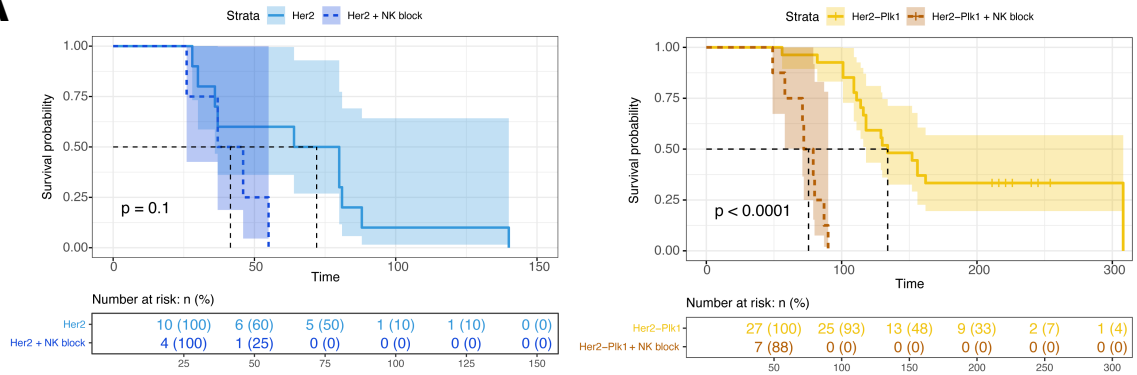 A
Strata Her2 Her2 + NK block
Survival probability
1.00
0.75
0.50
0.25
0.00
p = 0.1
0 50 100 150
Time
Number at risk: n (%)
Her2 10 (100) 6 (60) 5 (50) 1 (10) 1 (10) 0 (0)
Her2 + NK block 4 (100) 1 (25) 0 (0) 0 (0) 0 (0) 0 (0)
25 50 75 100 125 150
Strata Her2−Plk1 Her2−Plk1 + NK block
Survival probability
1.00
0.75
0.50
0.25
0.00
p < 0.0001
0 100 200 300
Time
Number at risk: n (%)
Her2−Plk1 27 (100) 25 (93) 13 (48) 9 (33) 2 (7) 1 (4)
Her2−Plk1 + NK block 7 (88) 0 (0) 0 (0) 0 (0) 0 (0) 0 (0)
50 100 150 200 250 300